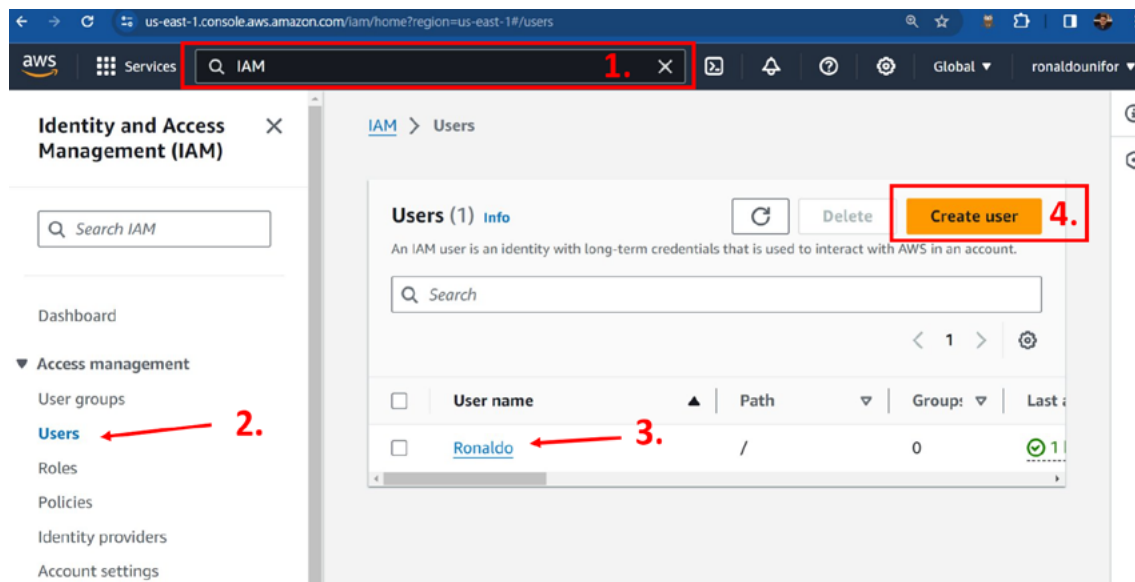 us-east-1.console.aws.amazon.com/iam/home?region=us-east-1#/users
aws Services IAM 1. Global ronaldounifor
Identity and Access
Management (IAM)
Search IAM
Dashboard
Access management
User groups
Users 2.
Roles
Policies
Identity providers
Account settings
IAM > Users
Users (1) Info Delete Create user 4.
An IAM user is an identity with long-term credentials that is used to interact with AWS in an account.
Search
1
User name Path Group: Last
Ronaldo 3. / 0 1